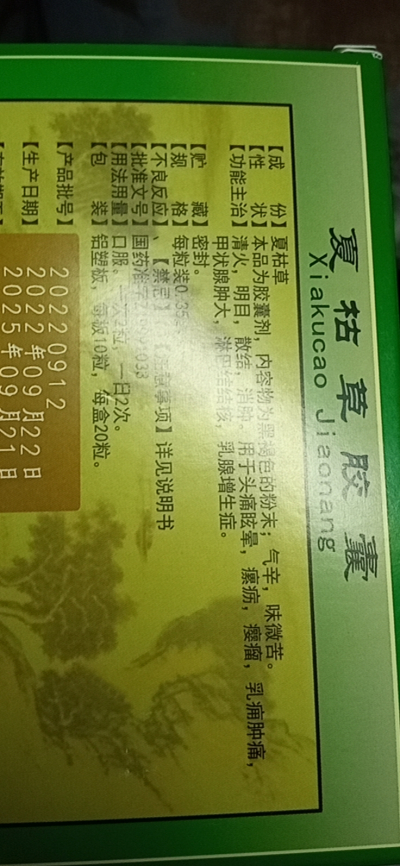 夏枯草胶囊
Xiakucao Jiaonang
【成 份】夏枯草
【性 状】本品为胶囊剂，内容物为黑褐色的粉末；气辛，味微苦。
【功能主治】清火，明目，散结，消肿。用于头痛眩晕，瘰疬，瘿瘤，乳痈肿痛，
甲状腺肿大，淋巴结结核，乳腺增生症。
【贮 藏】密封。
【规 格】每粒装0.35
【不良反应】、【禁忌】、 事项】详见说明书
【批准文号】国药准字
【用法用量】口服。一次2粒，一日2次。
【包 装】铝塑板，每板10粒，每盒20粒。
【产品批号】20220912
【生产日期】2022年09月22日
2025年09月21日